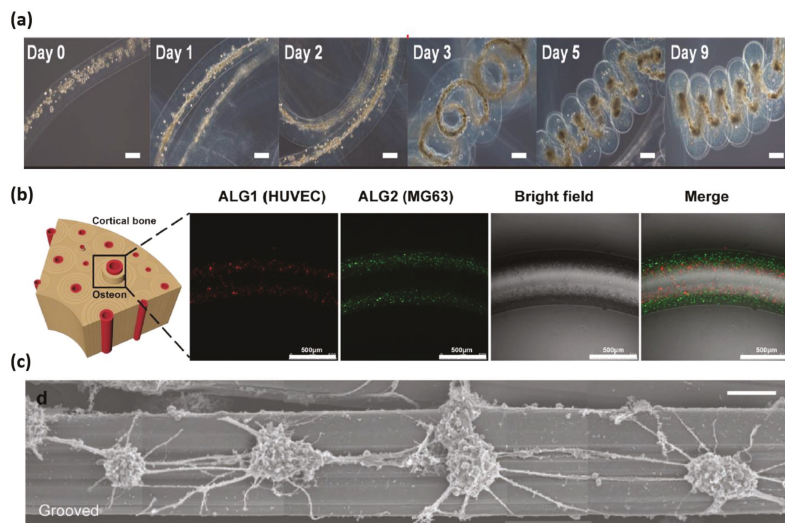 (a)
Day 0 Day 1 Day 2 Day 3 Day 5 Day 9
(b)
ALG1 (HUVEC) ALG2 (MG63) Bright field Merge
Cortical bone
Osteon
500μm 500μm 500μm 500μm
(c)
d
Grooved